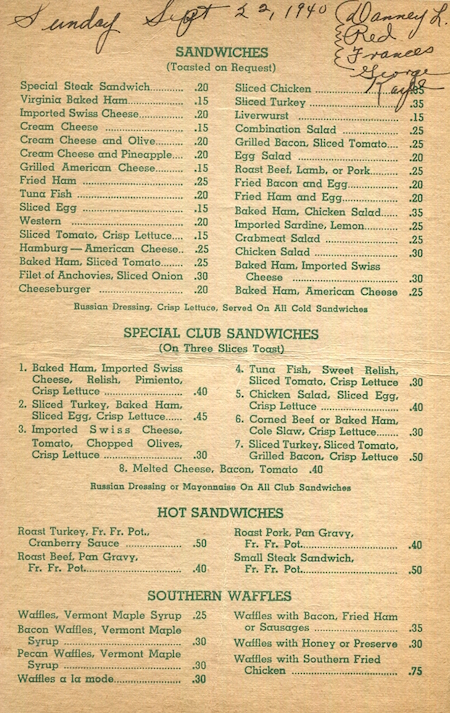 Sunday Sept 22, 1940
Danney L.
Red
Frances
George
Kaye
SANDWICHES
(Toasted on Request)
Special Steak Sandwich .20
Virginia Baked Ham .15
Imported Swiss Cheese .20
Cream Cheese .15
Cream Cheese and Olive .20
Cream Cheese and Pineapple .20
Grilled American Cheese .15
Fried Ham .25
Tuna Fish .20
Sliced Egg .15
Western .20
Sliced Tomato, Crisp Lettuce .15
Hamburg — American Cheese .25
Baked Ham, Sliced Tomato .25
Filet of Anchovies, Sliced Onion .30
Cheeseburger .20
Sliced Chicken .35
Sliced Turkey .35
Liverwurst .15
Combination Salad .25
Grilled Bacon, Sliced Tomato .25
Egg Salad .20
Roast Beef, Lamb, or Pork .25
Fried Bacon and Egg .20
Fried Ham and Egg .20
Baked Ham, Chicken Salad .35
Imported Sardine, Lemon .25
Crabmeat Salad .25
Chicken Salad .30
Baked Ham, Imported Swiss
Cheese .30
Baked Ham, American Cheese .25
Russian Dressing, Crisp Lettuce, Served On All Cold Sandwiches
SPECIAL CLUB SANDWICHES
(On Three Slices Toast)
1. Baked Ham, Imported Swiss
Cheese, Relish, Pimiento,
Crisp Lettuce .40
2. Sliced Turkey, Baked Ham,
Sliced Egg, Crisp Lettuce .45
3. Imported Swiss Cheese,
Tomato, Chopped Olives,
Crisp Lettuce .30
4. Tuna Fish, Sweet Relish,
Sliced Tomato, Crisp Lettuce .30
5. Chicken Salad, Sliced Egg,
Crisp Lettuce .40
6. Corned Beef or Baked Ham,
Cole Slaw, Crisp Lettuce .30
7. Sliced Turkey, Sliced Tomato,
Grilled Bacon, Crisp Lettuce .50
8. Melted Cheese, Bacon, Tomato .40
Russian Dressing or Mayonnaise On All Club Sandwiches
HOT SANDWICHES
Roast Turkey, Fr. Fr. Pot.,
Cranberry Sauce .50
Roast Beef, Pan Gravy,
Fr. Fr. Pot. .40
Roast Pork, Pan Gravy,
Fr. Fr. Pot. .40
Small Steak Sandwich,
Fr. Fr. Pot. .50
SOUTHERN WAFFLES
Waffles, Vermont Maple Syrup .25
Bacon Waffles, Vermont Maple
Syrup .30
Pecan Waffles, Vermont Maple
Syrup .30
Waffles a la mode .30
Waffles with Bacon, Fried Ham
or Sausages .35
Waffles with Honey or Preserve .30
Waffles with Southern Fried
Chicken .75